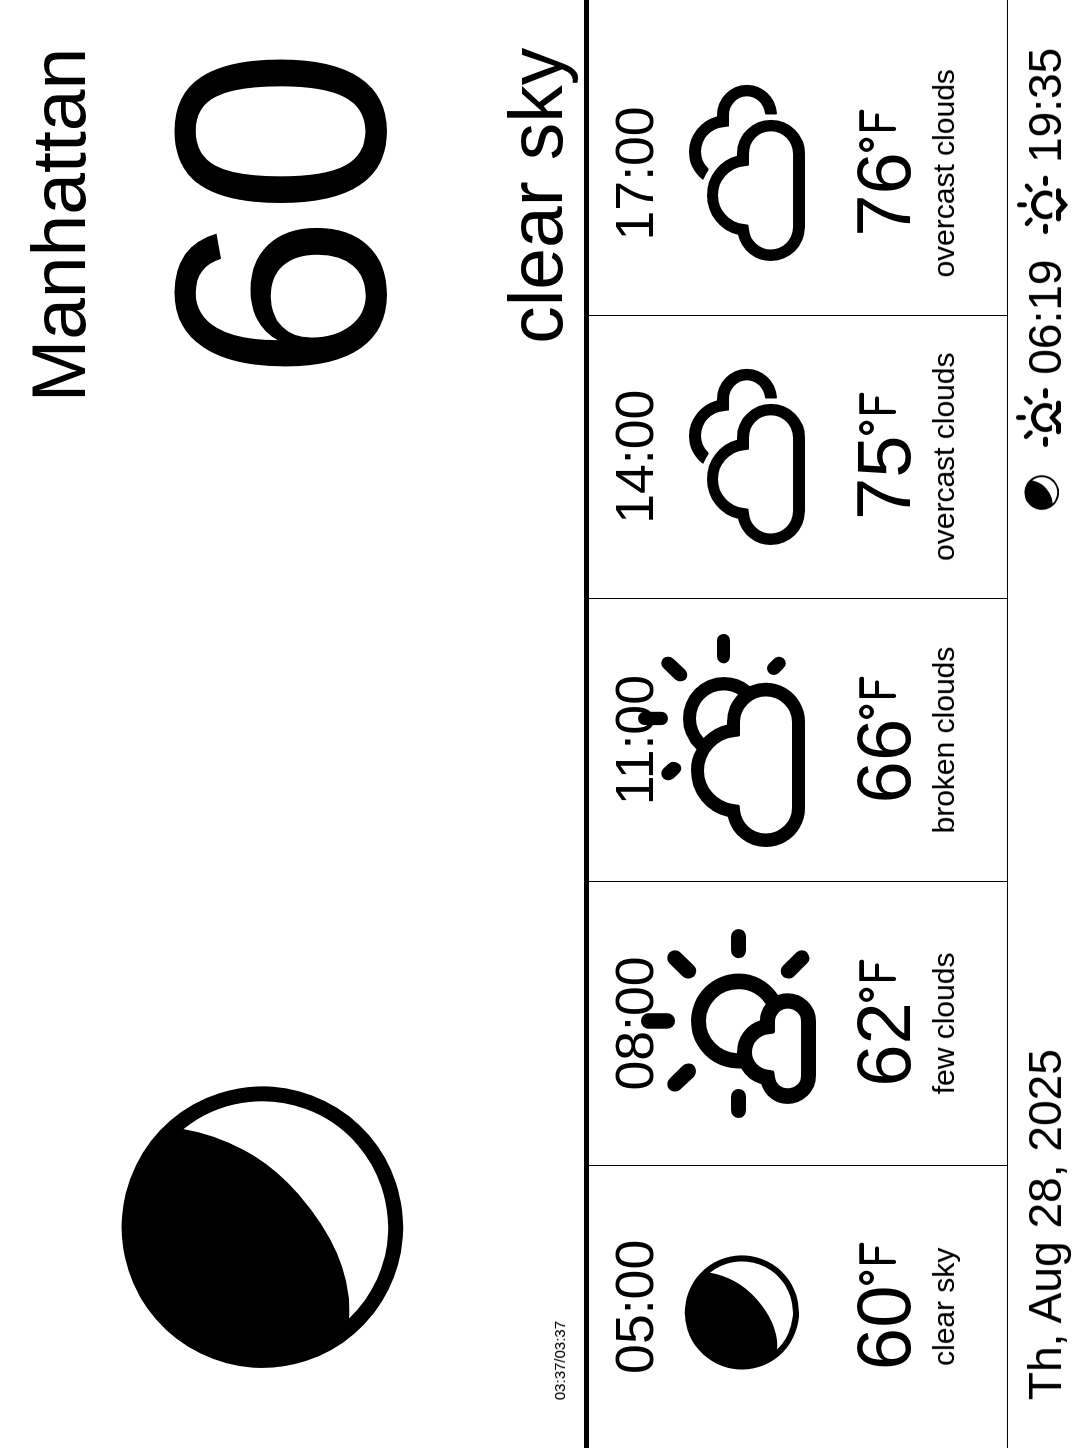 Manhattan
60
clear sky
03:37/03:37
05:00 08:00 11:00 14:00 17:00
60°F 62°F 66°F 75°F 76°F
clear sky few clouds broken clouds overcast clouds overcast clouds
Th, Aug 28, 2025 06:19 19:35